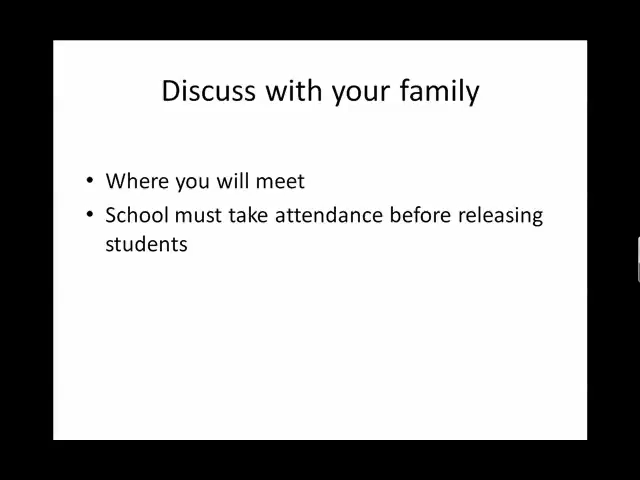 Discuss with your family
• Where you will meet
• School must take attendance before releasing
students